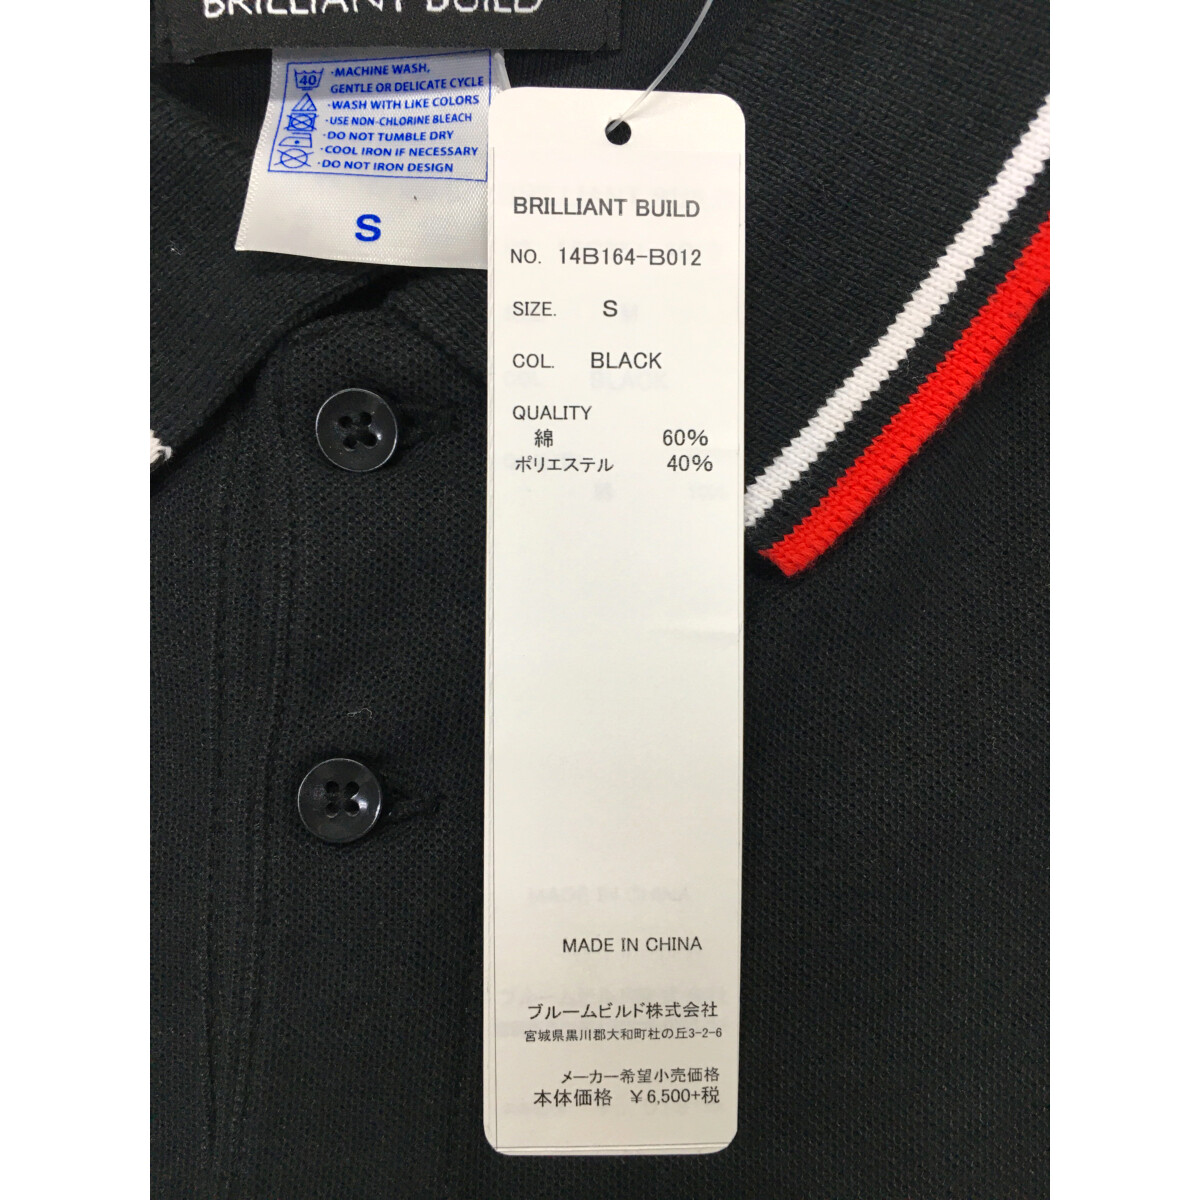 BRILLIANT BUILD
40
·MACHINE WASH,
GENTLE OR DELICATE CYCLE
·WASH WITH LIKE COLORS
·USE NON-CHLORINE BLEACH
·DO NOT TUMBLE DRY
·COOL IRON IF NECESSARY
·DO NOT IRON DESIGN
S
BRILLIANT BUILD
NO. 14B164-B012
SIZE. S
COL. BLACK
QUALITY
綿 60%
ポリエステル 40%
MADE IN CHINA
ブルームビルド株式会社
宮城県黒川郡大和町杜の丘3-2-6
メーカー希望小売価格
本体価格 ¥6,500+税